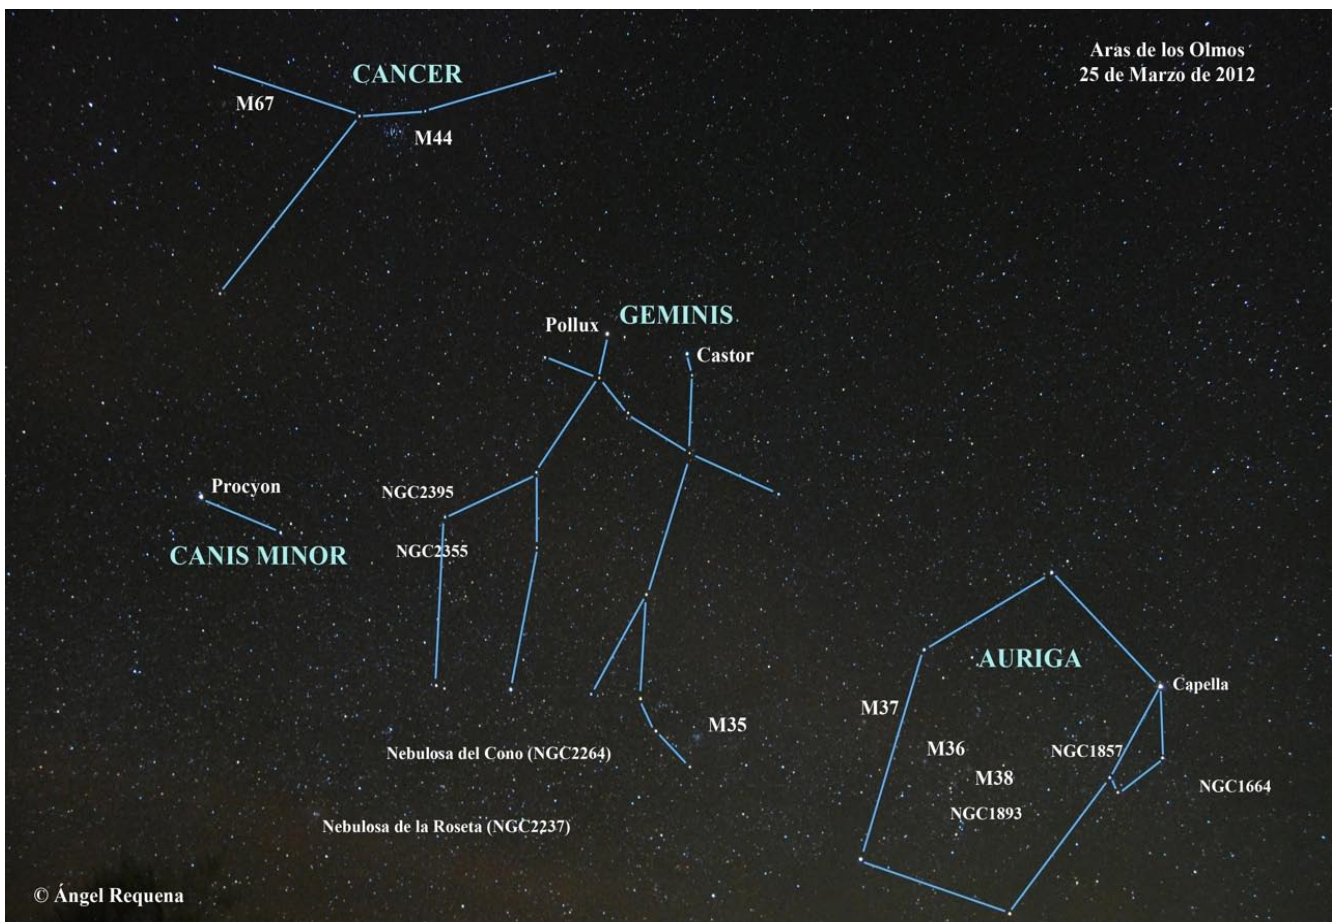 Aras de los Olmos
25 de Marzo de 2012
CANCER
M67
M44
GEMINIS
Pollux
Castor
Procyon
NGC2395
CANIS MINOR
NGC2355
AURIGA
Capella
M37
M35
M36
NGC1857
Nebulosa del Cono (NGC2264)
M38
NGC1664
NGC1893
Nebulosa de la Roseta (NGC2237)
© Ángel Requena